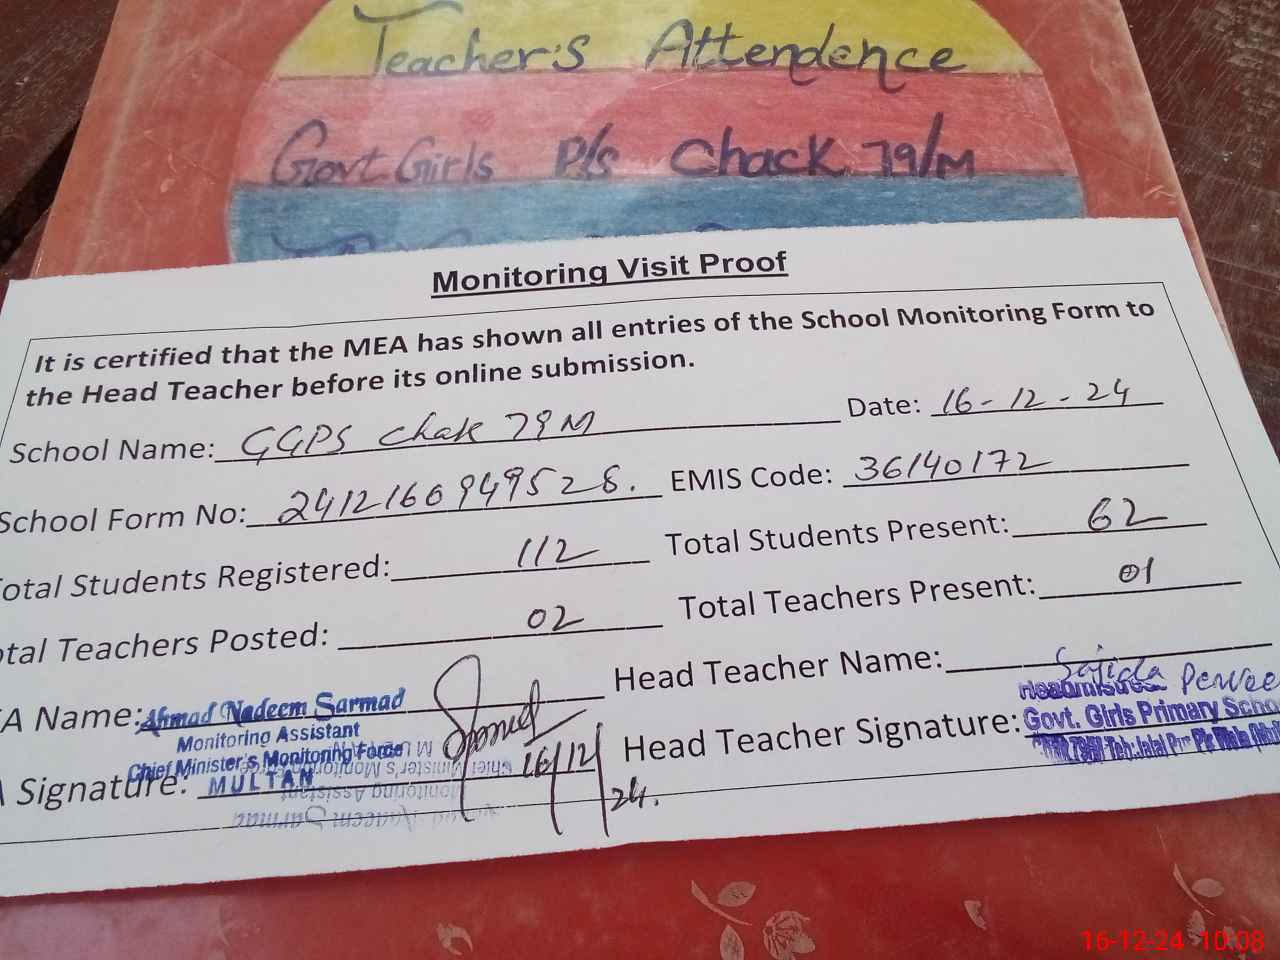 Teacher's Attendence
Govt Girls P/s Chack 79/M
Monitoring Visit Proof
It is certified that the MEA has shown all entries of the School Monitoring Form to
the Head Teacher before its online submission.
School Name: GGPS Chak 79M Date: 16-12-24
School Form No: 2412160949528. EMIS Code: 36140172
otal Students Registered: 112 Total Students Present: 62
tal Teachers Posted: 02 Total Teachers Present: 01
A Name: Ahmad Nadeem Sarmad Head Teacher Name: Sajida Pervee
Monitoring Assistant
Chief Minister's Monitoring Force
MULTAN
Signature: 16/12/24. Head Teacher Signature:
Headmistress
Govt. Girls Primary Scho
16-12-24 10:08